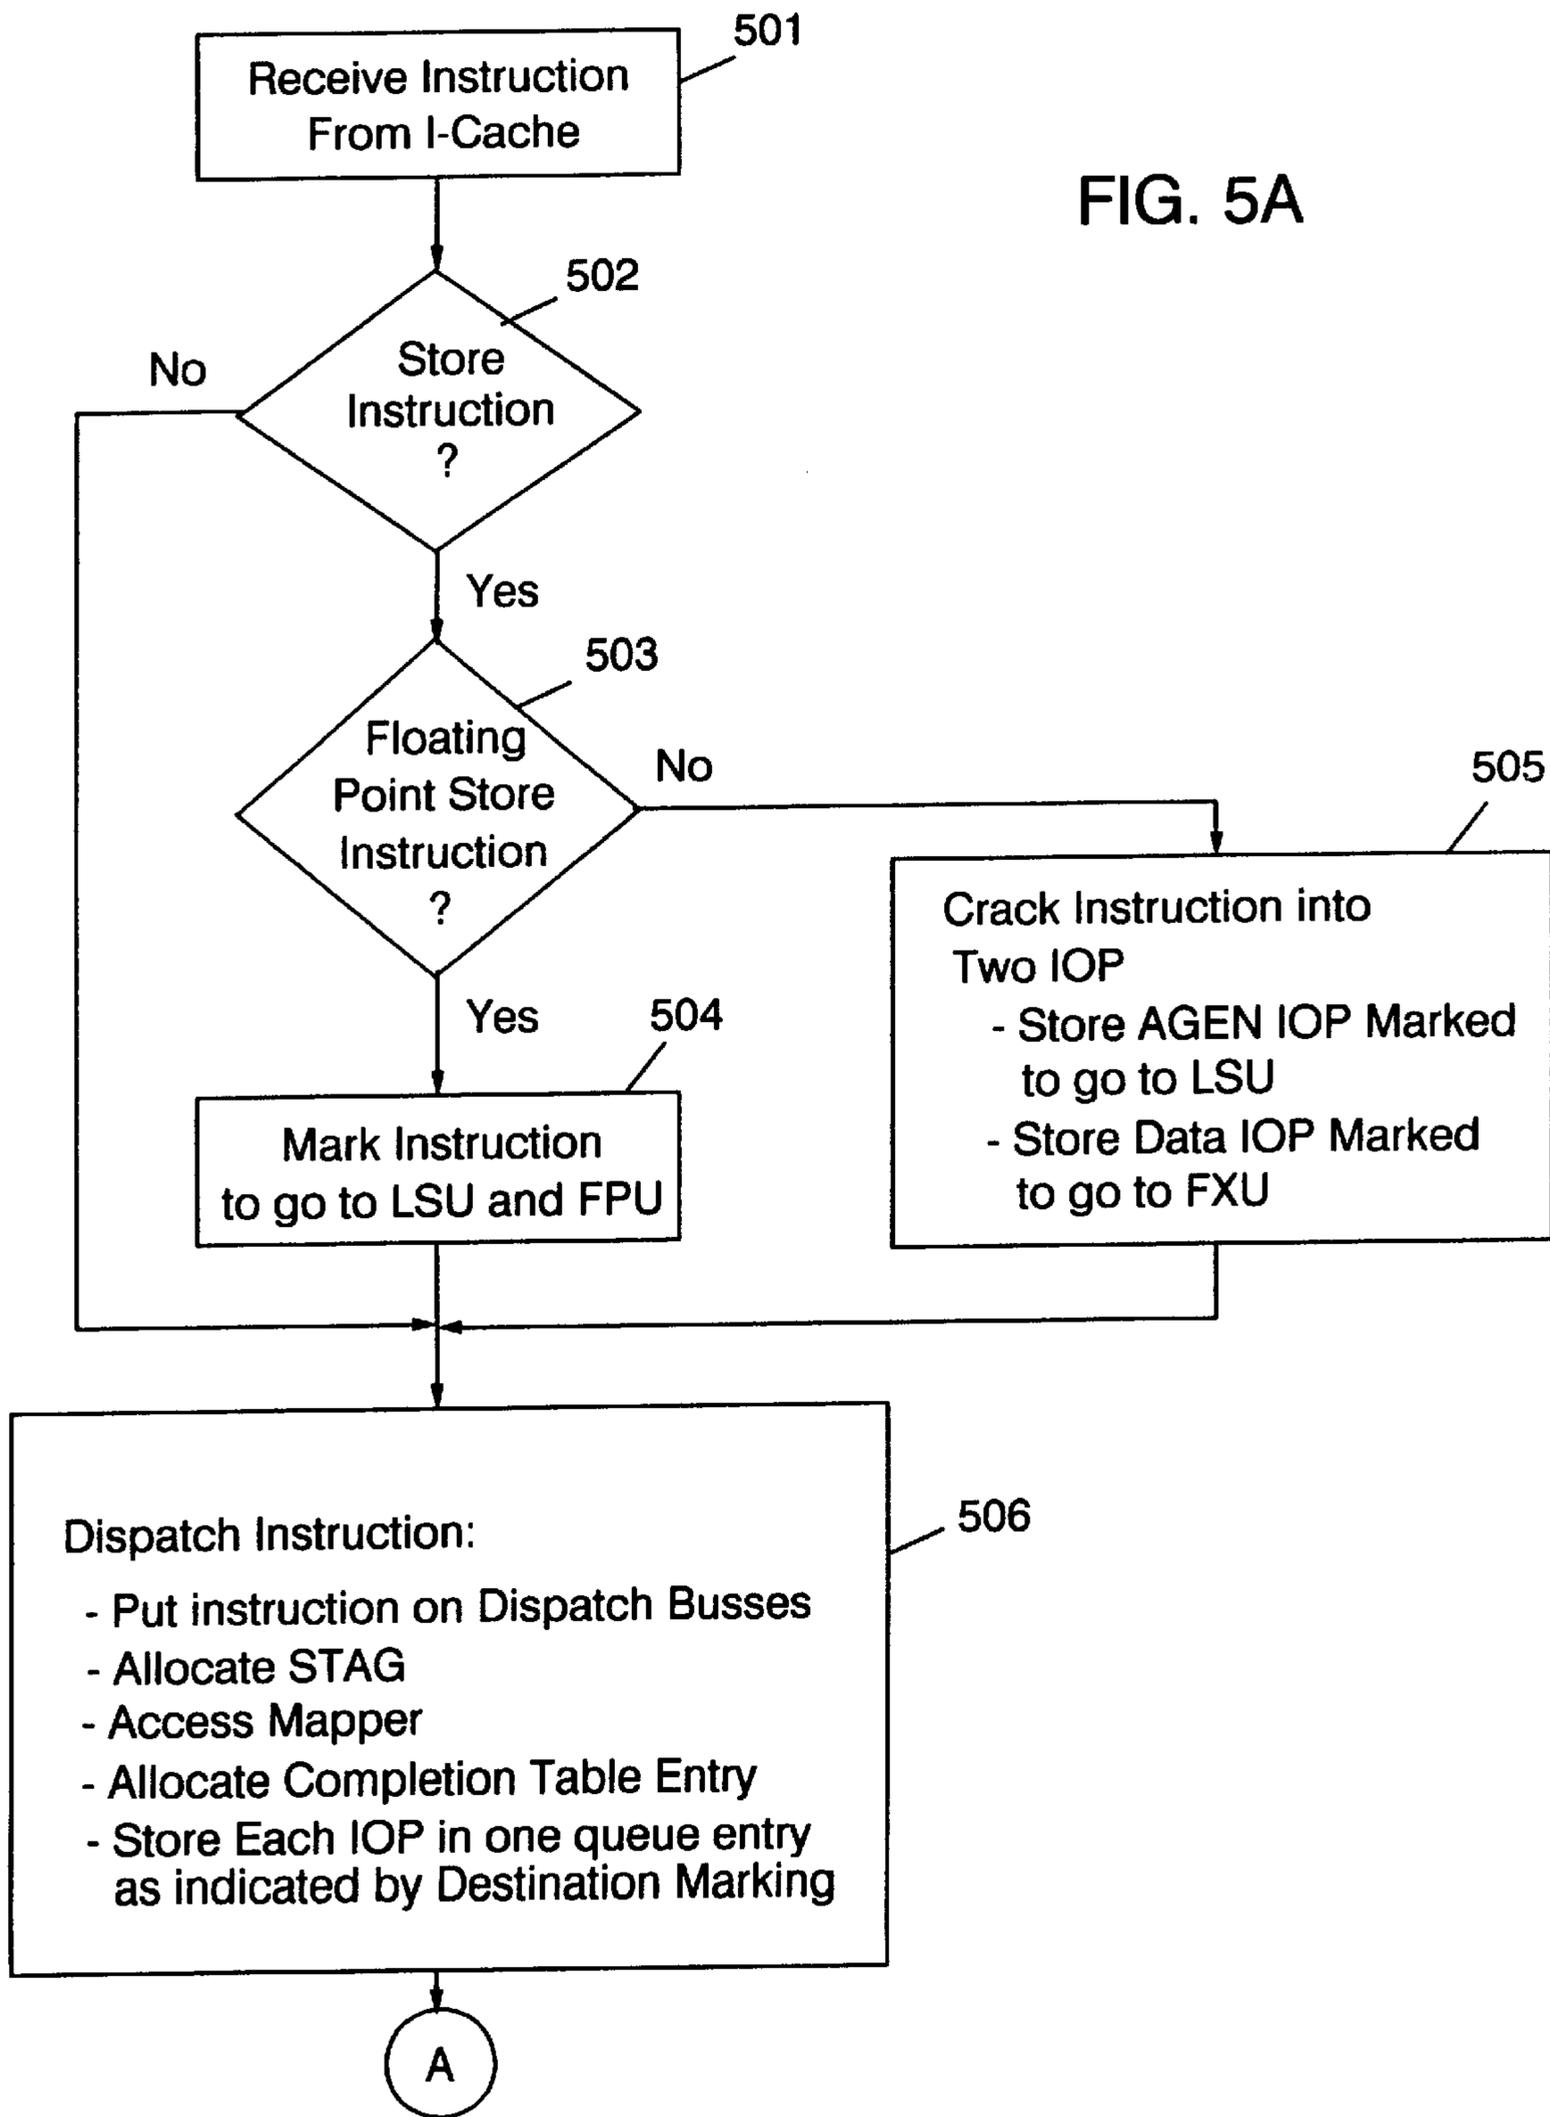 501
Receive Instruction
From I-Cache
FIG. 5A
502
Store
Instruction
?
No
Yes
503
Floating
Point Store
Instruction
?
No
505
Crack Instruction into
Two IOP
- Store AGEN IOP Marked
to go to LSU
- Store Data IOP Marked
to go to FXU
Yes
504
Mark Instruction
to go to LSU and FPU
506
Dispatch Instruction:
- Put instruction on Dispatch Busses
- Allocate STAG
- Access Mapper
- Allocate Completion Table Entry
- Store Each IOP in one queue entry
as indicated by Destination Marking
A